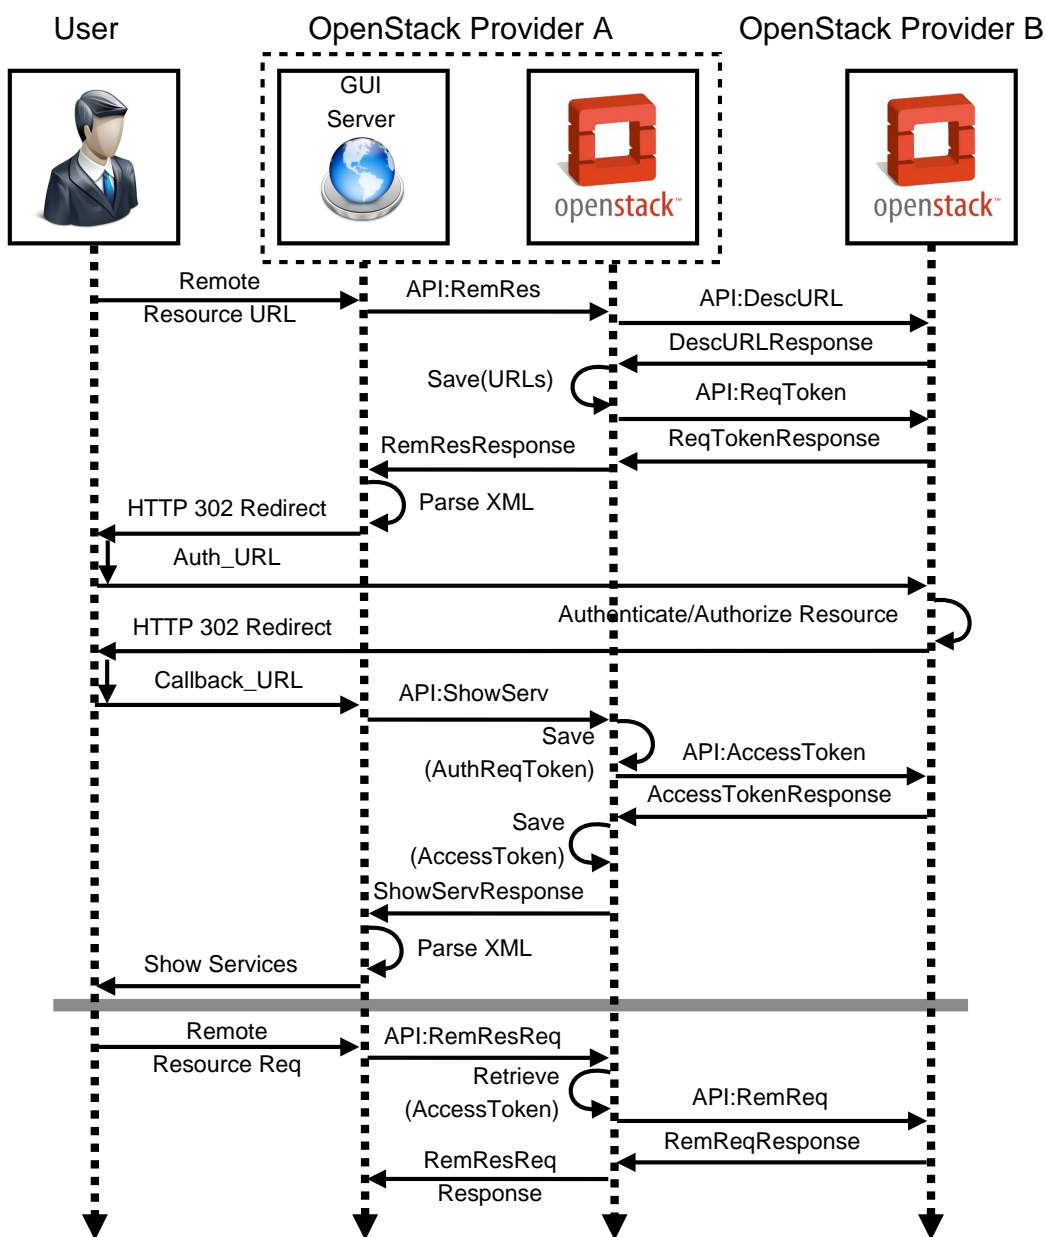 User
OpenStack Provider A
OpenStack Provider B
GUI
Server
openstack™
openstack™
Remote
Resource URL
API:RemRes
API:DescURL
DescURLResponse
Save(URLs)
API:ReqToken
ReqTokenResponse
RemResResponse
Parse XML
HTTP 302 Redirect
Auth_URL
Authenticate/Authorize Resource
HTTP 302 Redirect
Callback_URL
API:ShowServ
Save
(AuthReqToken)
API:AccessToken
AccessTokenResponse
Save
(AccessToken)
ShowServResponse
Parse XML
Show Services
Remote
Resource Req
API:RemResReq
Retrieve
(AccessToken)
API:RemReq
RemReqResponse
RemResReq
Response